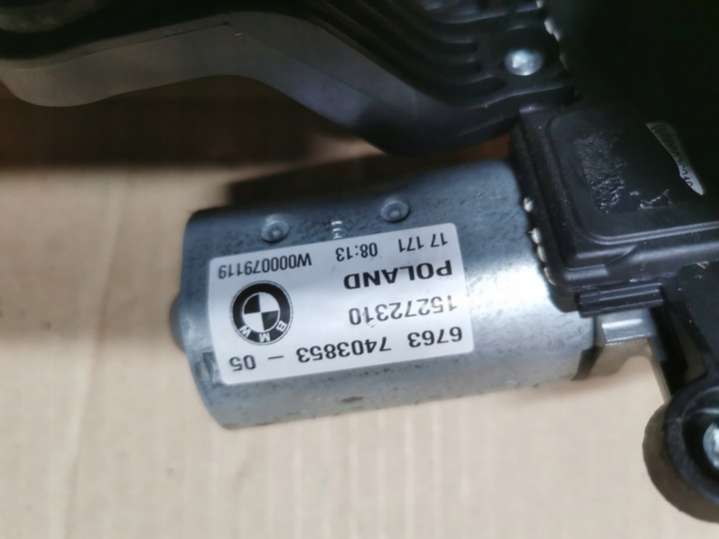 6763 7403853 - 05
15272310
POLAND
BMW
17 171 08:13 W000079119